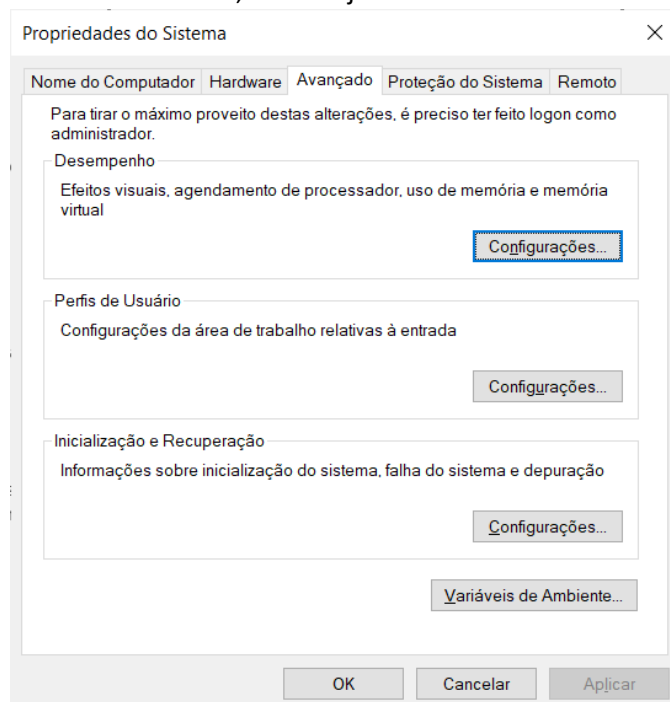 Propriedades do Sistema
Nome do Computador Hardware Avançado Proteção do Sistema Remoto
Para tirar o máximo proveito destas alterações, é preciso ter feito logon como
administrador.
Desempenho
Efeitos visuais, agendamento de processador, uso de memória e memória
virtual
Configurações...
Perfis de Usuário
Configurações da área de trabalho relativas à entrada
Configurações...
Inicialização e Recuperação
Informações sobre inicialização do sistema, falha do sistema e depuração
Configurações...
Variáveis de Ambiente...
OK Cancelar Aplicar